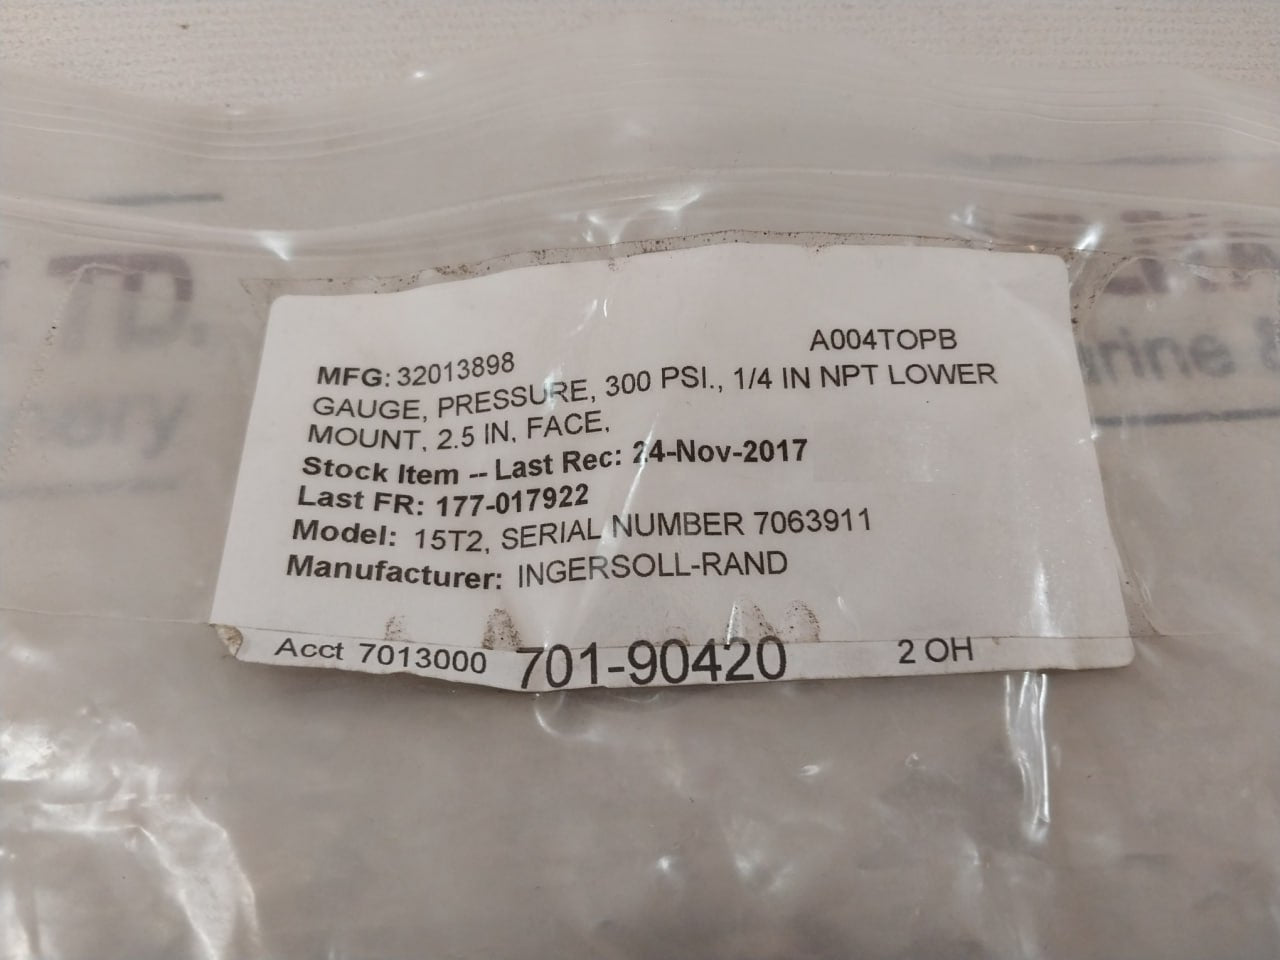 A004TOPB
MFG: 32013898
GAUGE, PRESSURE, 300 PSI., 1/4 IN NPT LOWER
MOUNT, 2.5 IN, FACE,
Stock Item -- Last Rec: 24-Nov-2017
Last FR: 177-017922
Model: 15T2, SERIAL NUMBER 7063911
Manufacturer: INGERSOLL-RAND
Acct 7013000 701-90420 2 OH
TD.